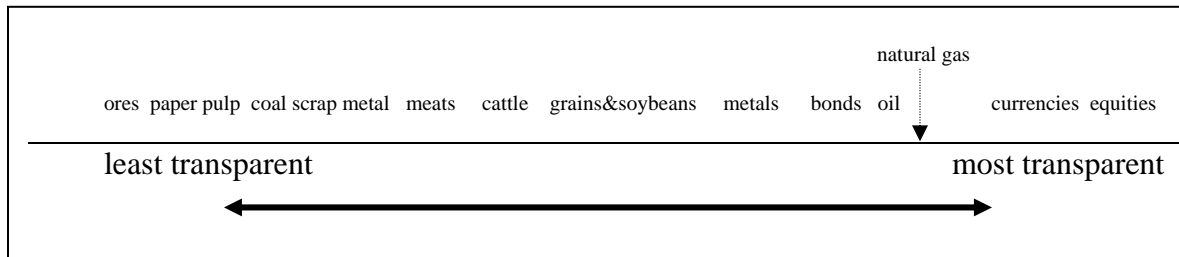 natural gas
ores paper pulp coal scrap metal meats cattle grains&soybeans metals bonds oil currencies equities
least transparent most transparent